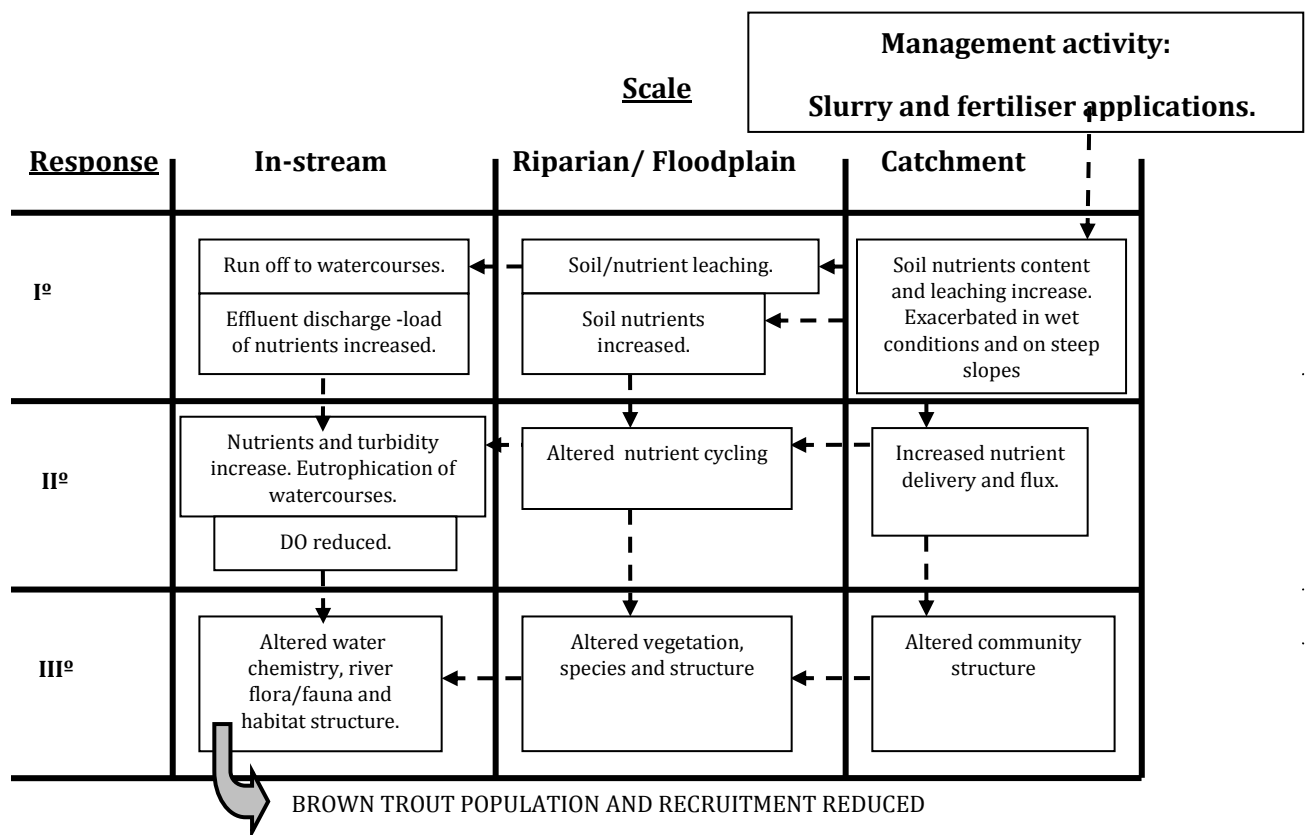 Management activity:
Slurry and fertiliser applications.
Scale
Response
In-stream
Riparian/ Floodplain
Catchment
Iº
Run off to watercourses.
Effluent discharge -load
of nutrients increased.
Soil/nutrient leaching.
Soil nutrients
increased.
Soil nutrients content
and leaching increase.
Exacerbated in wet
conditions and on steep
slopes
IIº
Nutrients and turbidity
increase. Eutrophication of
watercourses.
DO reduced.
Altered nutrient cycling
Increased nutrient
delivery and flux.
IIIº
Altered water
chemistry, river
flora/fauna and
habitat structure.
Altered vegetation,
species and structure
Altered community
structure
BROWN TROUT POPULATION AND RECRUITMENT REDUCED